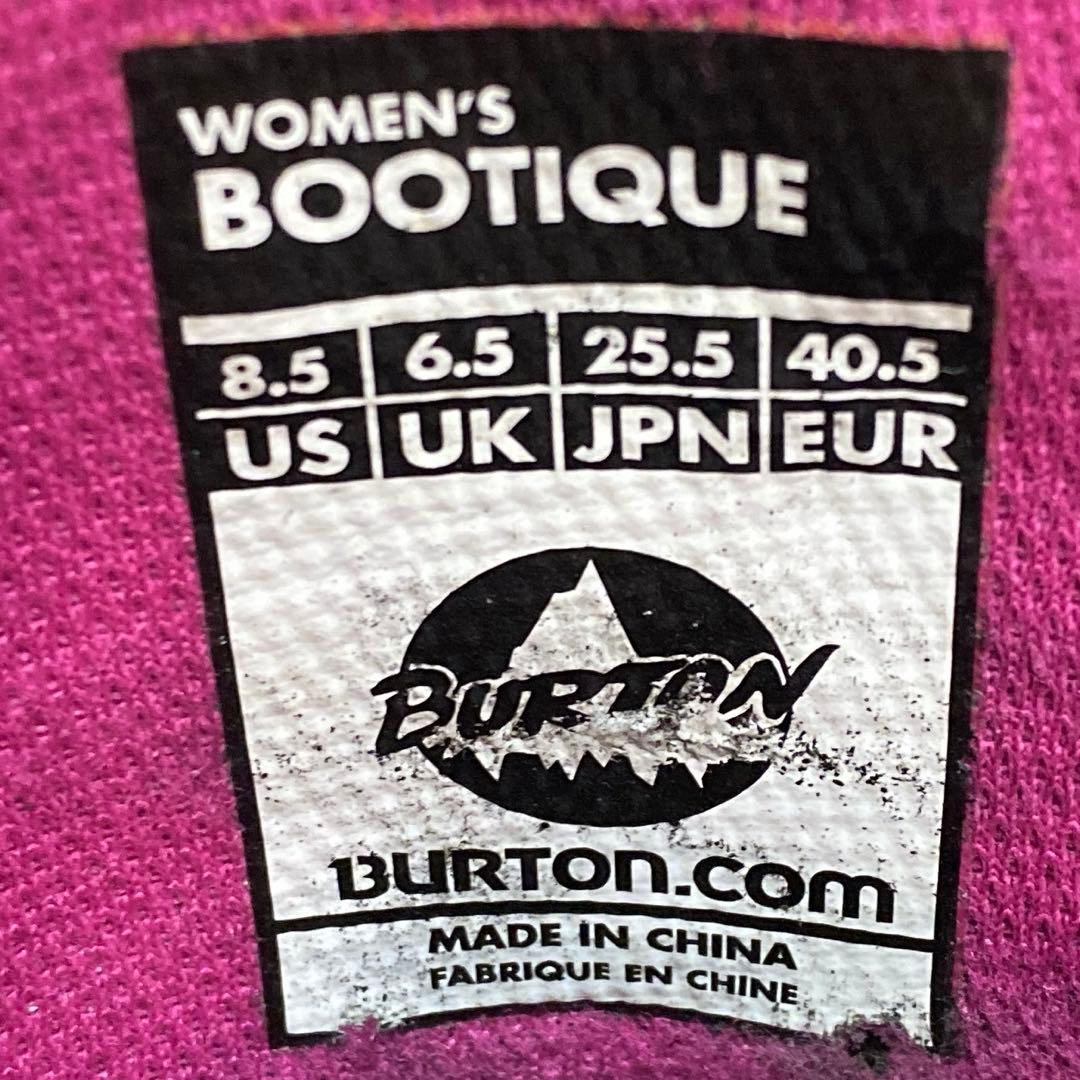 WOMEN'S
BOOTIQUE
8.5 6.5 25.5 40.5
US UK JPN EUR
BURTON
BURTON.COM
MADE IN CHINA
FABRIQUE EN CHINE